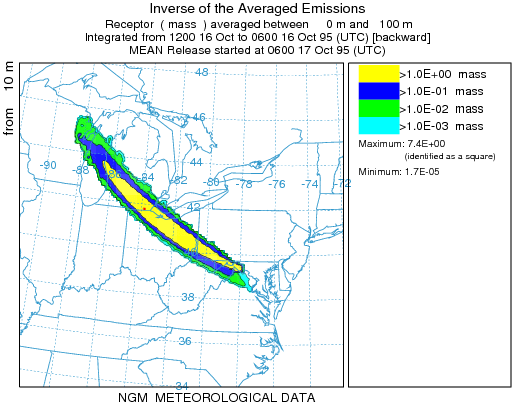 Inverse of the Averaged Emissions
Receptor ( mass ) averaged between 0 m and 100 m
Integrated from 1200 16 Oct to 0600 16 Oct 95 (UTC) [backward]
MEAN Release started at 0600 17 Oct 95 (UTC)
from 10 m
48
46
44
42
40
38
36
34
-90
-88
-84
-82
-80
-78
-76
-74
-72
>1.0E+00 mass
>1.0E-01 mass
>1.0E-02 mass
>1.0E-03 mass
Maximum: 7.4E+00
(identified as a square)
Minimum: 1.7E-05
NGM METEOROLOGICAL DATA